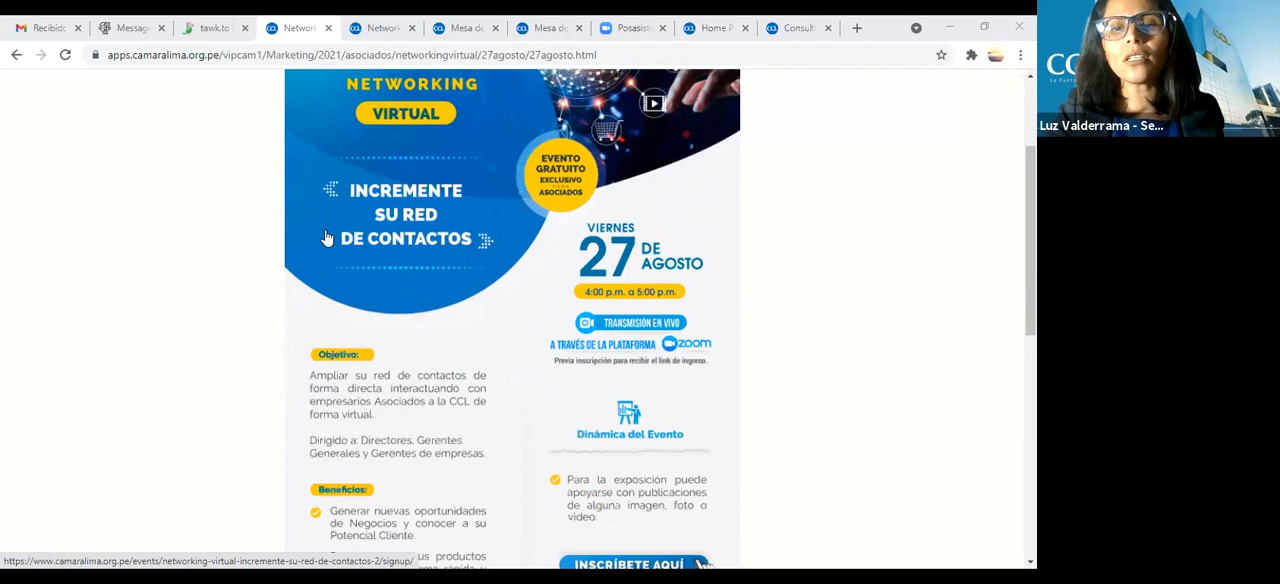 Recibido
Message
tawk.to
Network
Network
Mesa de
Mesa de
Posasist
Home P
Consult
apps.camaralima.org.pe/vipcam1/Marketing/2021/asociados/networkingvirtual/27agosto/27agosto.html
Luz Valderrama - Se...
NETWORKING
VIRTUAL
INCREMENTE
SU RED
DE CONTACTOS
EVENTO
GRATUITO
EXCLUSIVO
PARA
ASOCIADOS
VIERNES
27 DE
AGOSTO
4:00 p.m. a 5:00 p.m.
TRANSMISIÓN EN VIVO
A TRAVÉS DE LA PLATAFORMA zoom
Previa inscripción para recibir el link de ingreso.
Objetivo:
Ampliar su red de contactos de
forma directa interactuando con
empresarios Asociados a la CCL de
forma virtual.
Dirigido a: Directores, Gerentes
Generales y Gerentes de empresas.
Beneficios:
Generar nuevas oportunidades
de Negocios y conocer a su
Potencial Cliente.
us productos
Dinámica del Evento
Para la exposición puede
apoyarse con publicaciones
de alguna imagen, foto o
video.
INSCRÍBETE AQUÍ
https://www.camaralima.org.pe/events/networking-virtual-incremente-su-red-de-contactos-2/signup/